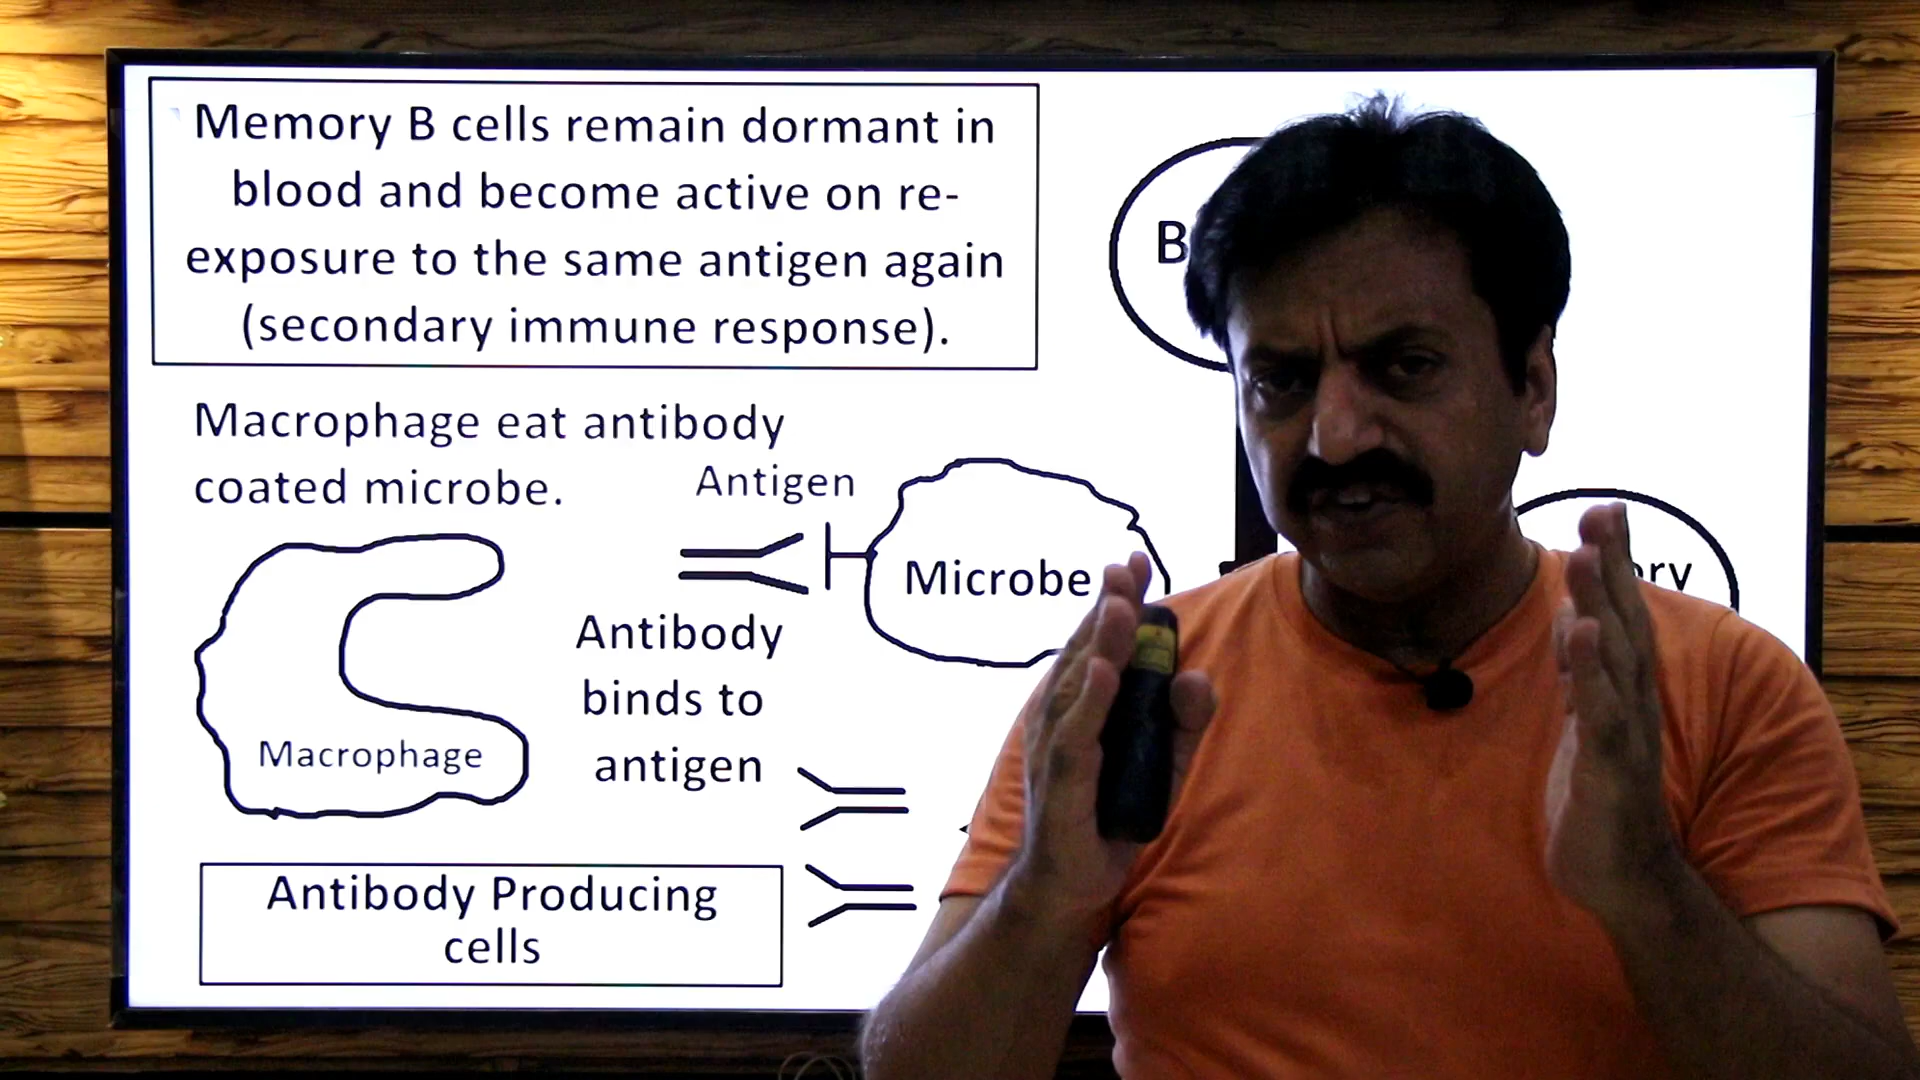 Memory B cells remain dormant in
blood and become active on re-
exposure to the same antigen again
(secondary immune response).
B
Macrophage eat antibody
coated microbe.
Antigen
Microbe
Antibody
binds to
antigen
Macrophage
Antibody Producing
cells